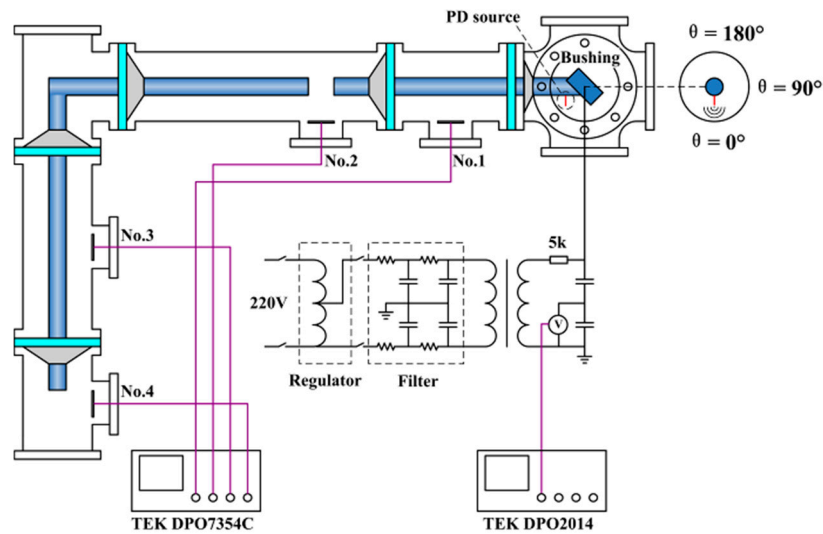 PD source
Bushing
θ = 180°
θ = 90°
θ = 0°
No.2
No.1
No.3
5k
220V
V
Regulator
Filter
No.4
TEK DPO7354C
TEK DPO2014